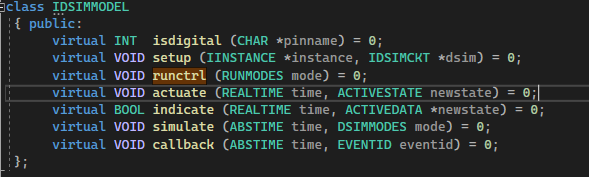 class IDSIMMODEL
{ public:
virtual INT isdigital (CHAR *pinname) = 0;
virtual VOID setup (IINSTANCE *instance, IDSIMCKT *dsim) = 0;
virtual VOID runctrl (RUNMODES mode) = 0;
virtual VOID actuate (REALTIME time, ACTIVESTATE newstate) = 0;
virtual BOOL indicate (REALTIME time, ACTIVEDATA *newstate) = 0;
virtual VOID simulate (ABSTIME time, DSIMMODES mode) = 0;
virtual VOID callback (ABSTIME time, EVENTID eventid) = 0;
};